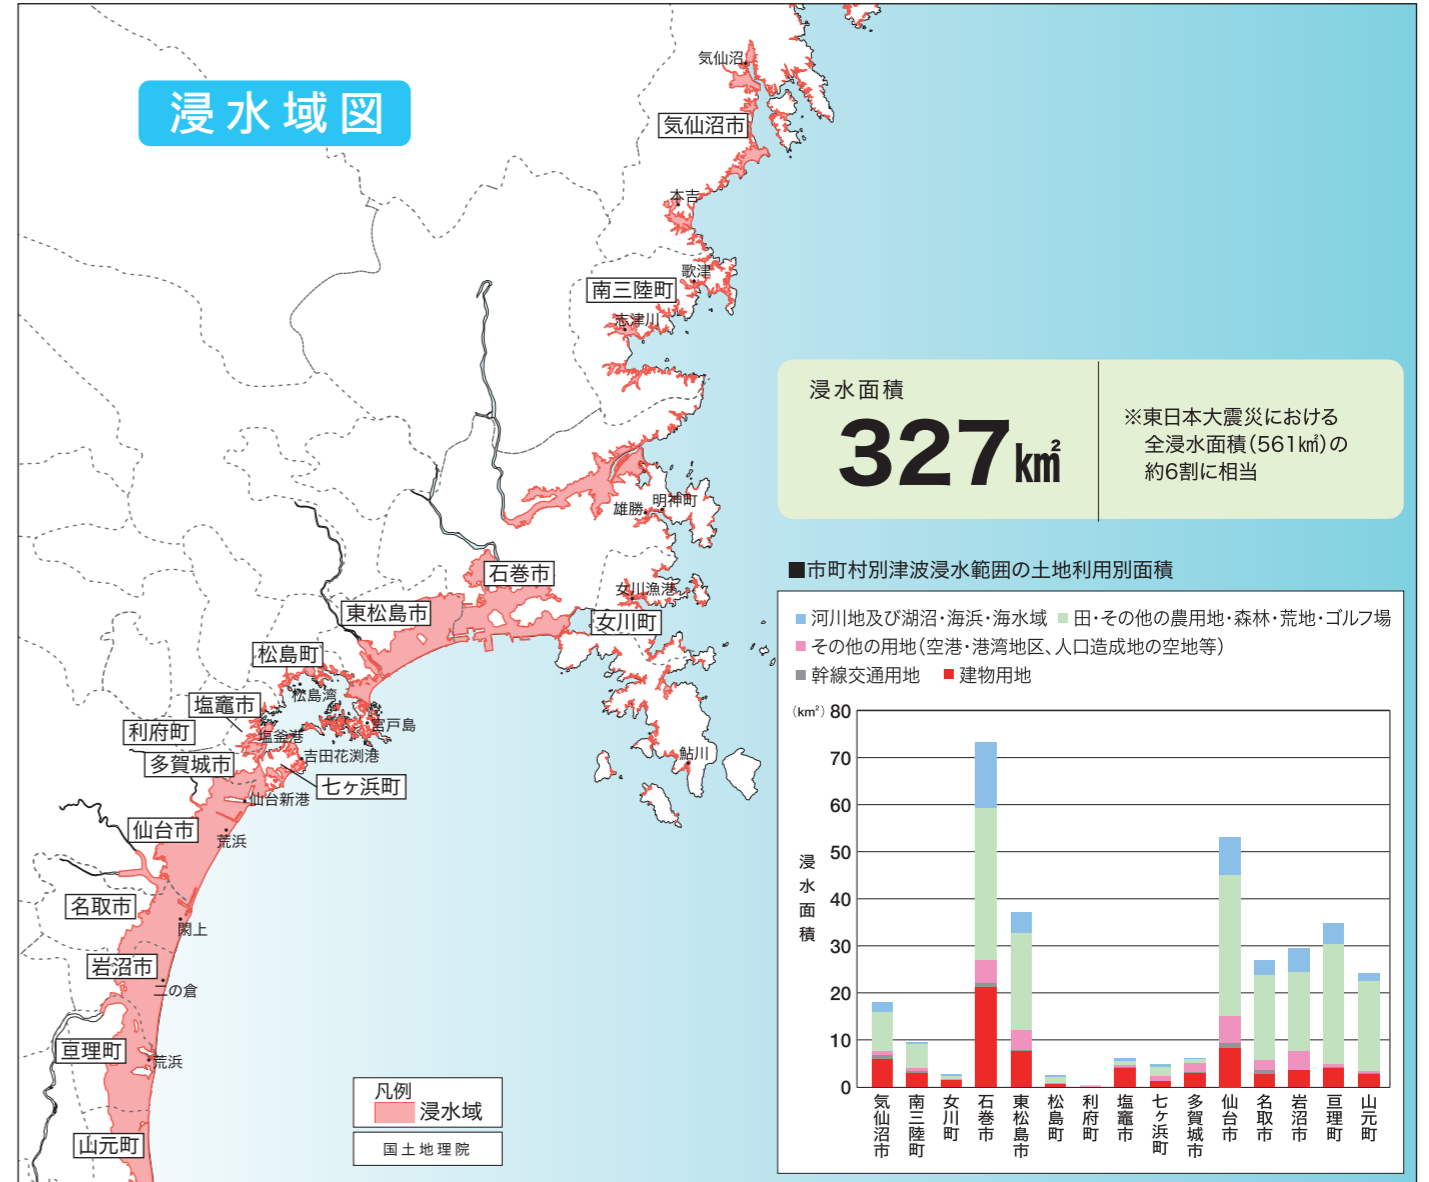 浸水域図
気仙沼
気仙沼市
本吉
歌津
南三陸町
志津川
浸水面積
327k㎡
※東日本大震災における
全浸水面積(561㎢)の
約6割に相当
雄勝
明神町
石巻市
女川漁港
女川町
東松島市
松島町
松島湾
塩竈市
利府町
塩釜港
宮戸島
吉田花渕港
多賀城市
七ヶ浜町
鮎川
仙台新港
仙台市
荒浜
名取市
閖上
岩沼市
二の倉
亘理町
荒浜
山元町
凡例
浸水域
国土地理院
■市町村別津波浸水範囲の土地利用別面積
河川地及び湖沼・海浜・海水域 田・その他の農用地・森林・荒地・ゴルフ場
その他の用地(空港・港湾地区、人口造成地の空地等)
幹線交通用地 建物用地
(km²)
80
70
60
50
40
30
20
10
0
浸水面積
気仙沼市
南三陸町
女川町
石巻市
東松島市
松島町
利府町
塩竈市
七ヶ浜町
多賀城市
仙台市
名取市
岩沼市
亘理町
山元町